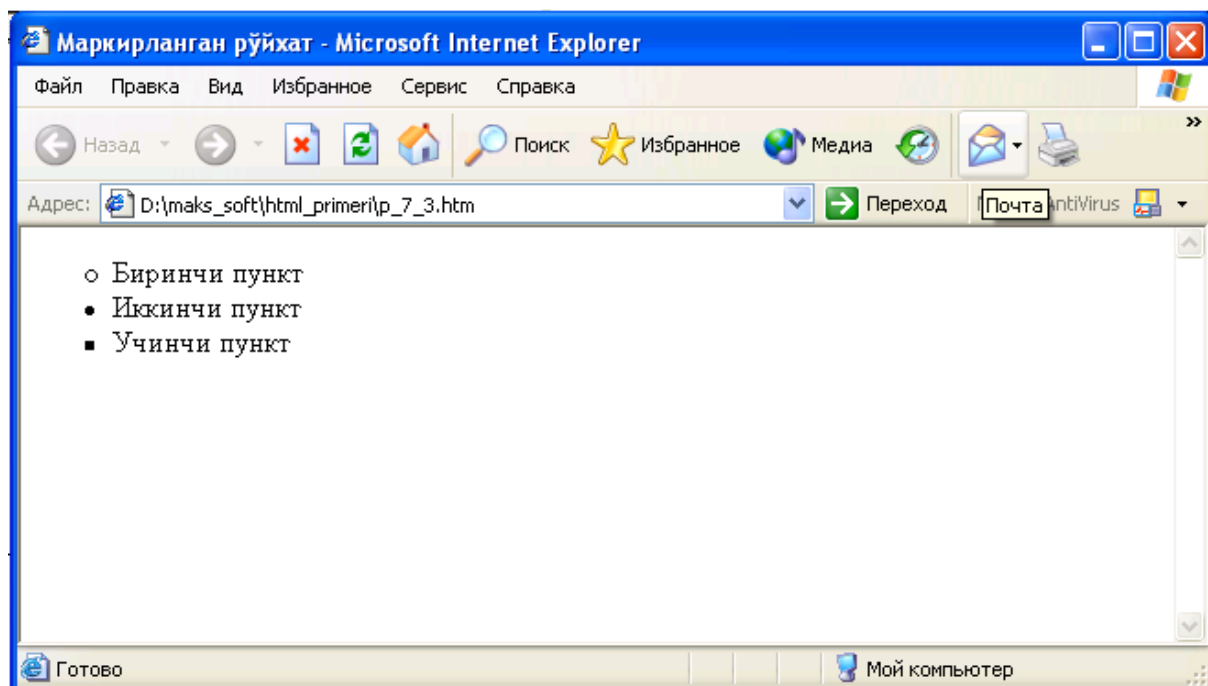 Маркирланган рўйхат - Microsoft Internet Explorer
Файл Правка Вид Избранное Сервис Справка
Назад Поиск Избранное Медиа »
Адрес: D:\maks_soft\html_primeri\p_7_3.htm Переход Почта AntiVirus
Биринчи пункт
Иккинчи пункт
Учинчи пункт
Готово Мой компьютер